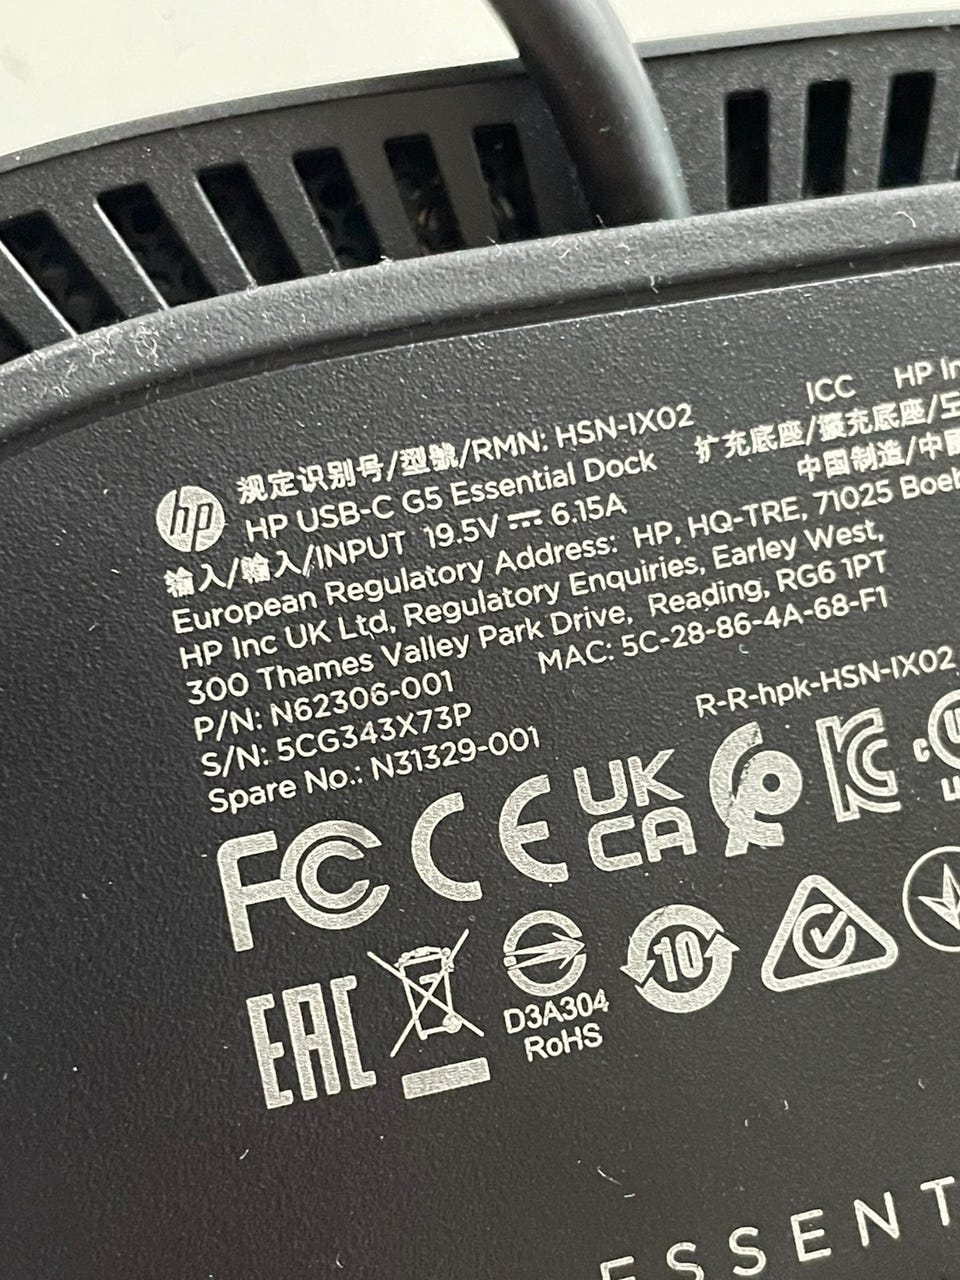 hp
规定识别号/型號/RMN: HSN-IX02
ICC HP
HP USB-C G5 Essential Dock
扩充底座/擴充底座/
输入/輸入/INPUT 19.5V ⎓ 6.15A
中国制造/中國
European Regulatory Address: HP, HQ-TRE, 71025
HP Inc UK Ltd, Regulatory Enquiries, Earley West,
300 Thames Valley Park Drive, Reading, RG6 1PT
P/N: N62306-001 MAC: 5C-28-86-4A-68-F1
S/N: 5CG343X73P
Spare No.: N31329-001 R-R-hpk-HSN-IX02
FC CE UK
CA
EAC
10
D3A304
RoHS
ESSENT